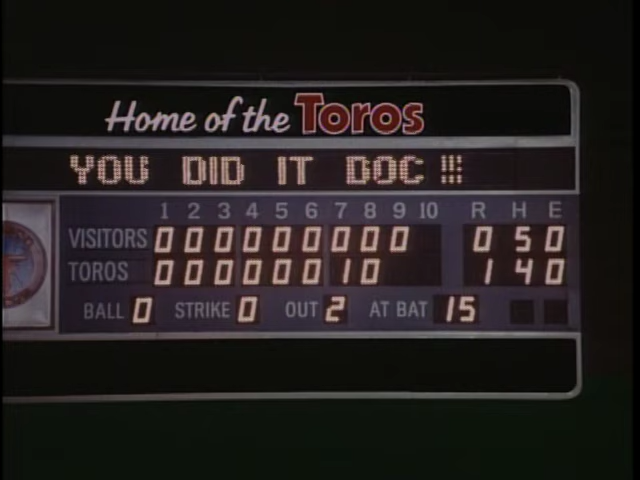 Home of the Toros
YOU DID IT DOC !!!
1 2 3 4 5 6 7 8 9 10 R H E
VISITORS 0 0 0 0 0 0 0 0 0 0 5 0
TOROS 0 0 0 0 0 0 1 0 1 4 0
BALL 0 STRIKE 0 OUT 2 AT BAT 15